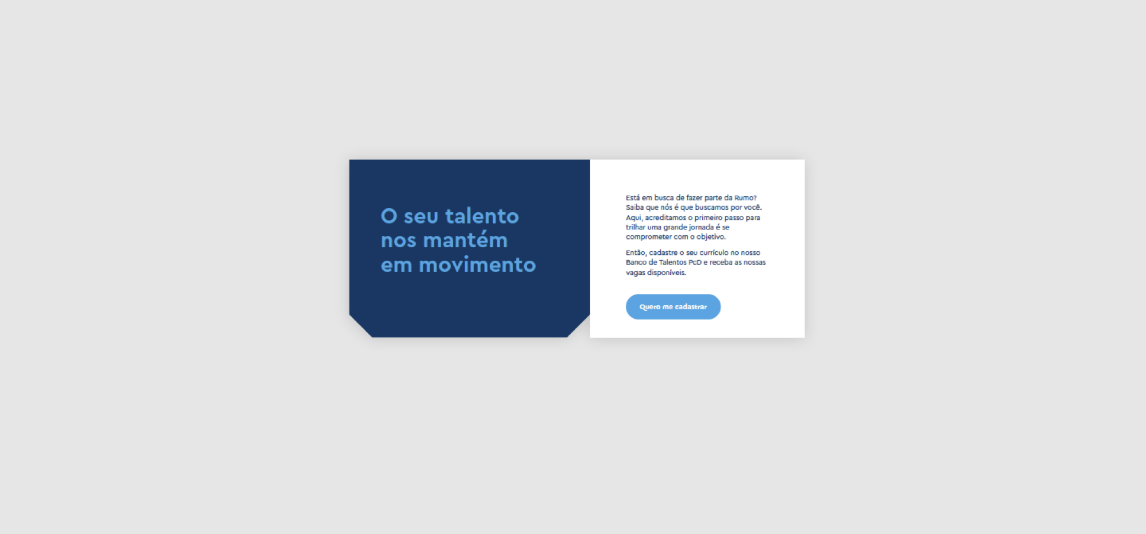 O seu talento
nos mantém
em movimento
Está em busca de fazer parte da Rumo?
Saiba que nós é que buscamos por você.
Aqui, acreditamos o primeiro passo para
trilhar uma grande jornada é se
comprometer com o objetivo.
Então, cadastre o seu currículo no nosso
Banco de Talentos PcD e receba as nossas
vagas disponíveis.
Quero me cadastrar